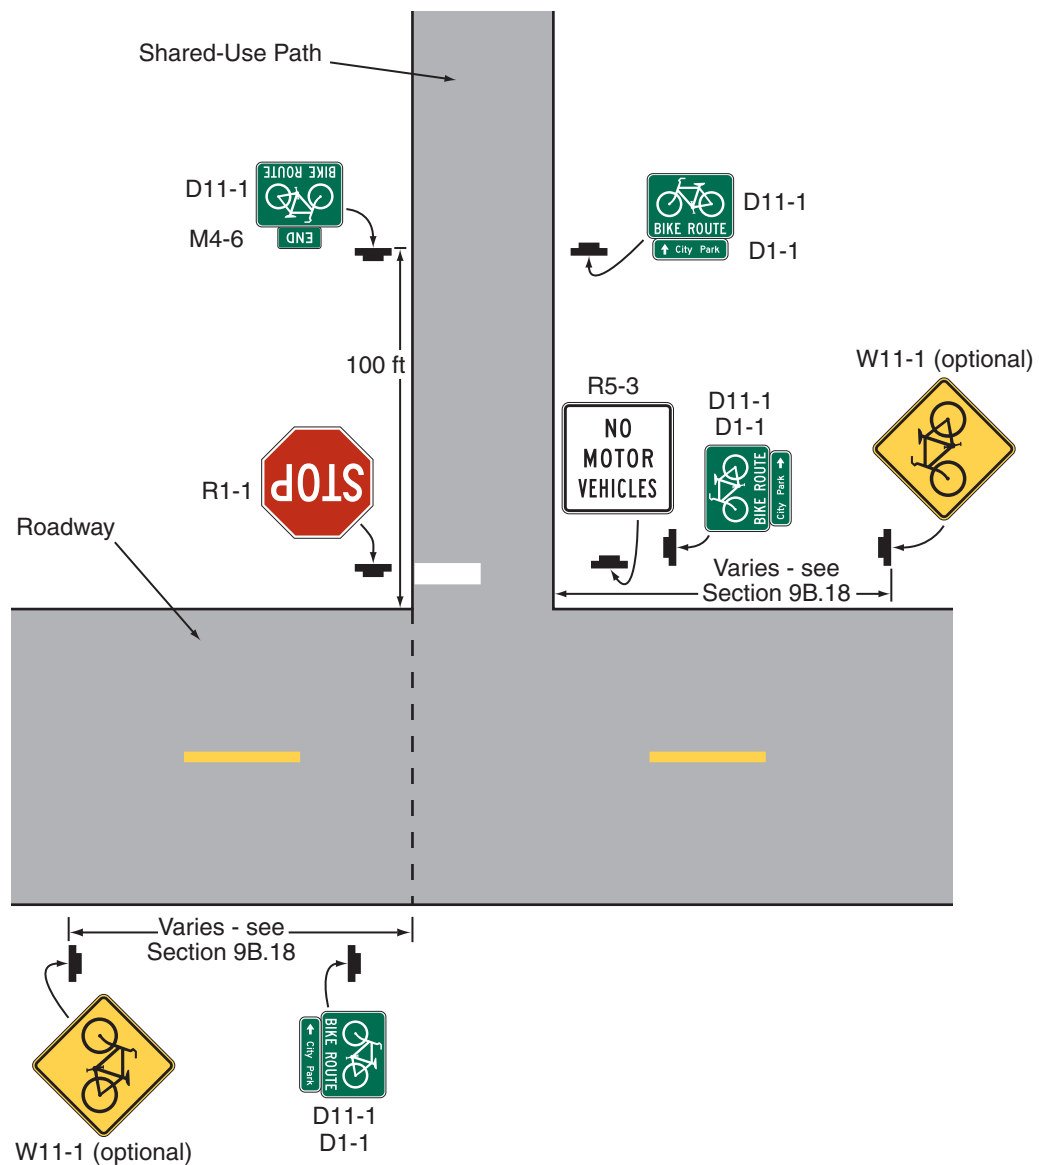 Shared-Use Path
D11-1
BIKE ROUTE
M4-6
END
BIKE ROUTE
D11-1
↑ City Park
D1-1
100 ft
W11-1 (optional)
R5-3
NO
MOTOR
VEHICLES
D11-1
D1-1
BIKE ROUTE
City Park →
R1-1
STOP
Roadway
Varies - see
Section 9B.18
Varies - see
Section 9B.18
W11-1 (optional)
← City Park
BIKE ROUTE
D11-1
D1-1